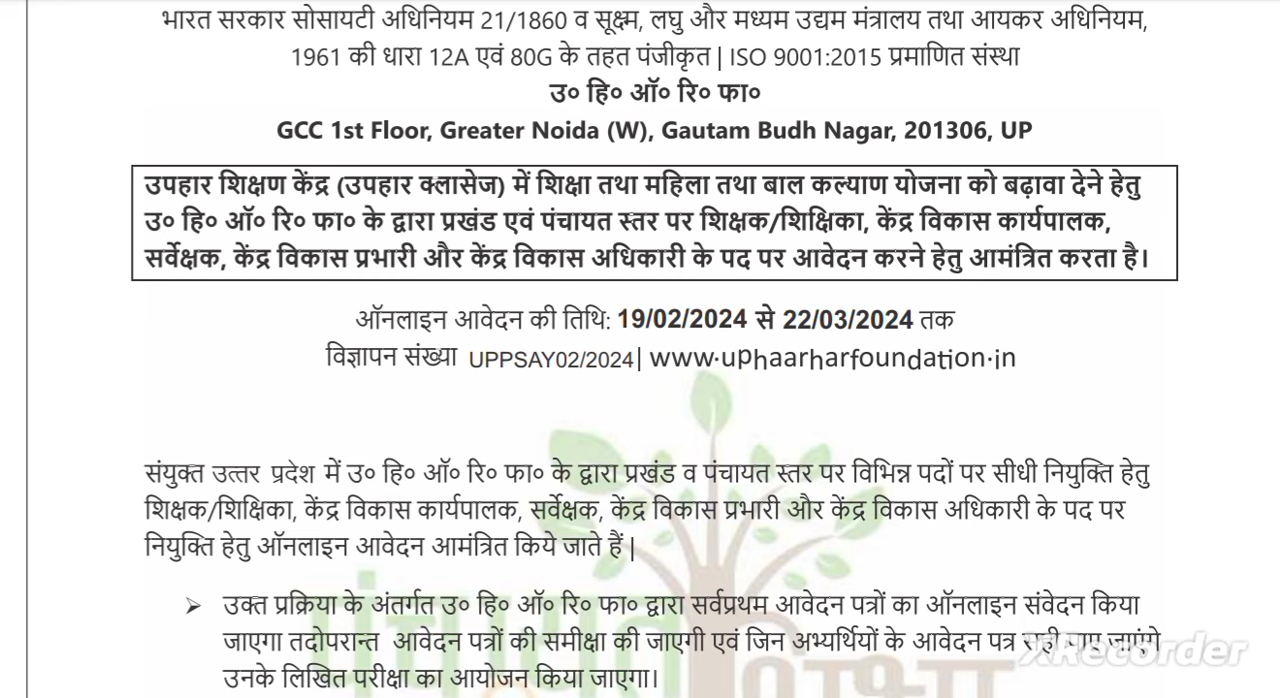 भारत सरकार सोसायटी अधिनियम 21/1860 व सूक्ष्म, लघु और मध्यम उद्यम मंत्रालय तथा आयकर अधिनियम,
1961 की धारा 12A एवं 80G के तहत पंजीकृत | ISO 9001:2015 प्रमाणित संस्था
उ० हि० ऑ० रि० फा०
GCC 1st Floor, Greater Noida (W), Gautam Budh Nagar, 201306, UP
उपहार शिक्षण केंद्र (उपहार क्लासेज) में शिक्षा तथा महिला तथा बाल कल्याण योजना को बढ़ावा देने हेतु
उ० हि० ऑ० रि० फा० के द्वारा प्रखंड एवं पंचायत स्तर पर शिक्षक/शिक्षिका, केंद्र विकास कार्यपालक,
सर्वेक्षक, केंद्र विकास प्रभारी और केंद्र विकास अधिकारी के पद पर आवेदन करने हेतु आमंत्रित करता है।
ऑनलाइन आवेदन की तिथि: 19/02/2024 से 22/03/2024 तक
विज्ञापन संख्या UPPSAY02/2024| www.uphaarharfoundation.in
संयुक्त उत्तर प्रदेश में उ० हि० ऑ० रि० फा० के द्वारा प्रखंड व पंचायत स्तर पर विभिन्न पदों पर सीधी नियुक्ति हेतु
शिक्षक/शिक्षिका, केंद्र विकास कार्यपालक, सर्वेक्षक, केंद्र विकास प्रभारी और केंद्र विकास अधिकारी के पद पर
नियुक्ति हेतु ऑनलाइन आवेदन आमंत्रित किये जाते हैं |
➢ उक्त प्रक्रिया के अंतर्गत उ० हि० ऑ० रि० फा० द्वारा सर्वप्रथम आवेदन पत्रों का ऑनलाइन संवेदन किया
जाएगा तदोपरान्त आवेदन पत्रों की समीक्षा की जाएगी एवं जिन अभ्यर्थियों के आवेदन पत्र सही पाए जाएंगे
उनके लिखित परीक्षा का आयोजन किया जाएगा।
XRecorder